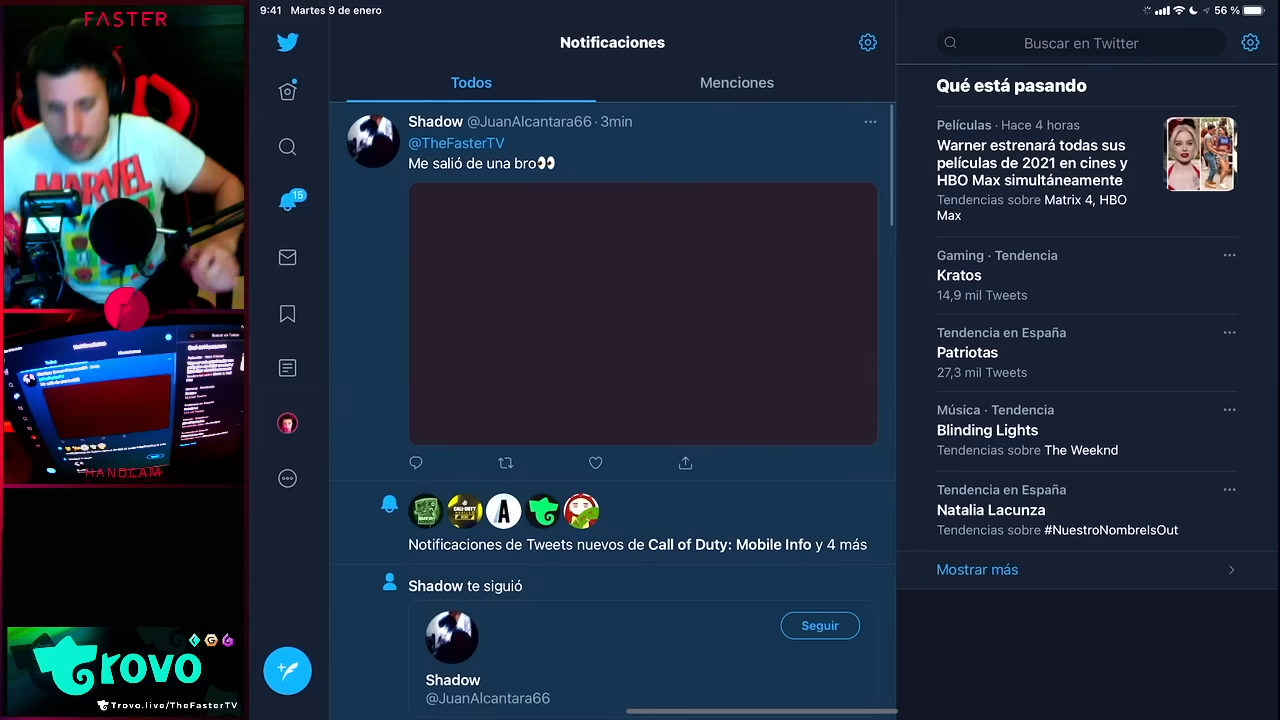 FASTER
MARVEL
HANDCAM
Trovo
Trovo.live/TheFasterTV
9:41 Martes 9 de enero
56 %
15
Notificaciones
Todos
Menciones
Shadow @JuanAlcantara66 · 3min
@TheFasterTV
Me salió de una bro👀
Notificaciones de Tweets nuevos de Call of Duty: Mobile Info y 4 más
Shadow te siguió
Seguir
Shadow
@JuanAlcantara66
Buscar en Twitter
Qué está pasando
Películas · Hace 4 horas
Warner estrenará todas sus
películas de 2021 en cines y
HBO Max simultáneamente
Tendencias sobre Matrix 4, HBO
Max
Gaming · Tendencia
Kratos
14,9 mil Tweets
Tendencia en España
Patriotas
27,3 mil Tweets
Música · Tendencia
Blinding Lights
Tendencias sobre The Weeknd
Tendencia en España
Natalia Lacunza
Tendencias sobre #NuestroNombreIsOut
Mostrar más